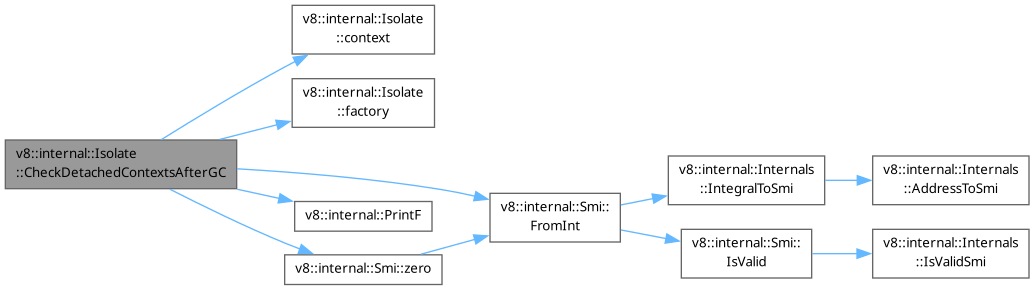 v8::internal::Isolate
::context
v8::internal::Isolate
::factory
v8::internal::Isolate
::CheckDetachedContextsAfterGC
v8::internal::PrintF
v8::internal::Smi::zero
v8::internal::Smi::
FromInt
v8::internal::Internals
::IntegralToSmi
v8::internal::Smi::
IsValid
v8::internal::Internals
::AddressToSmi
v8::internal::Internals
::IsValidSmi